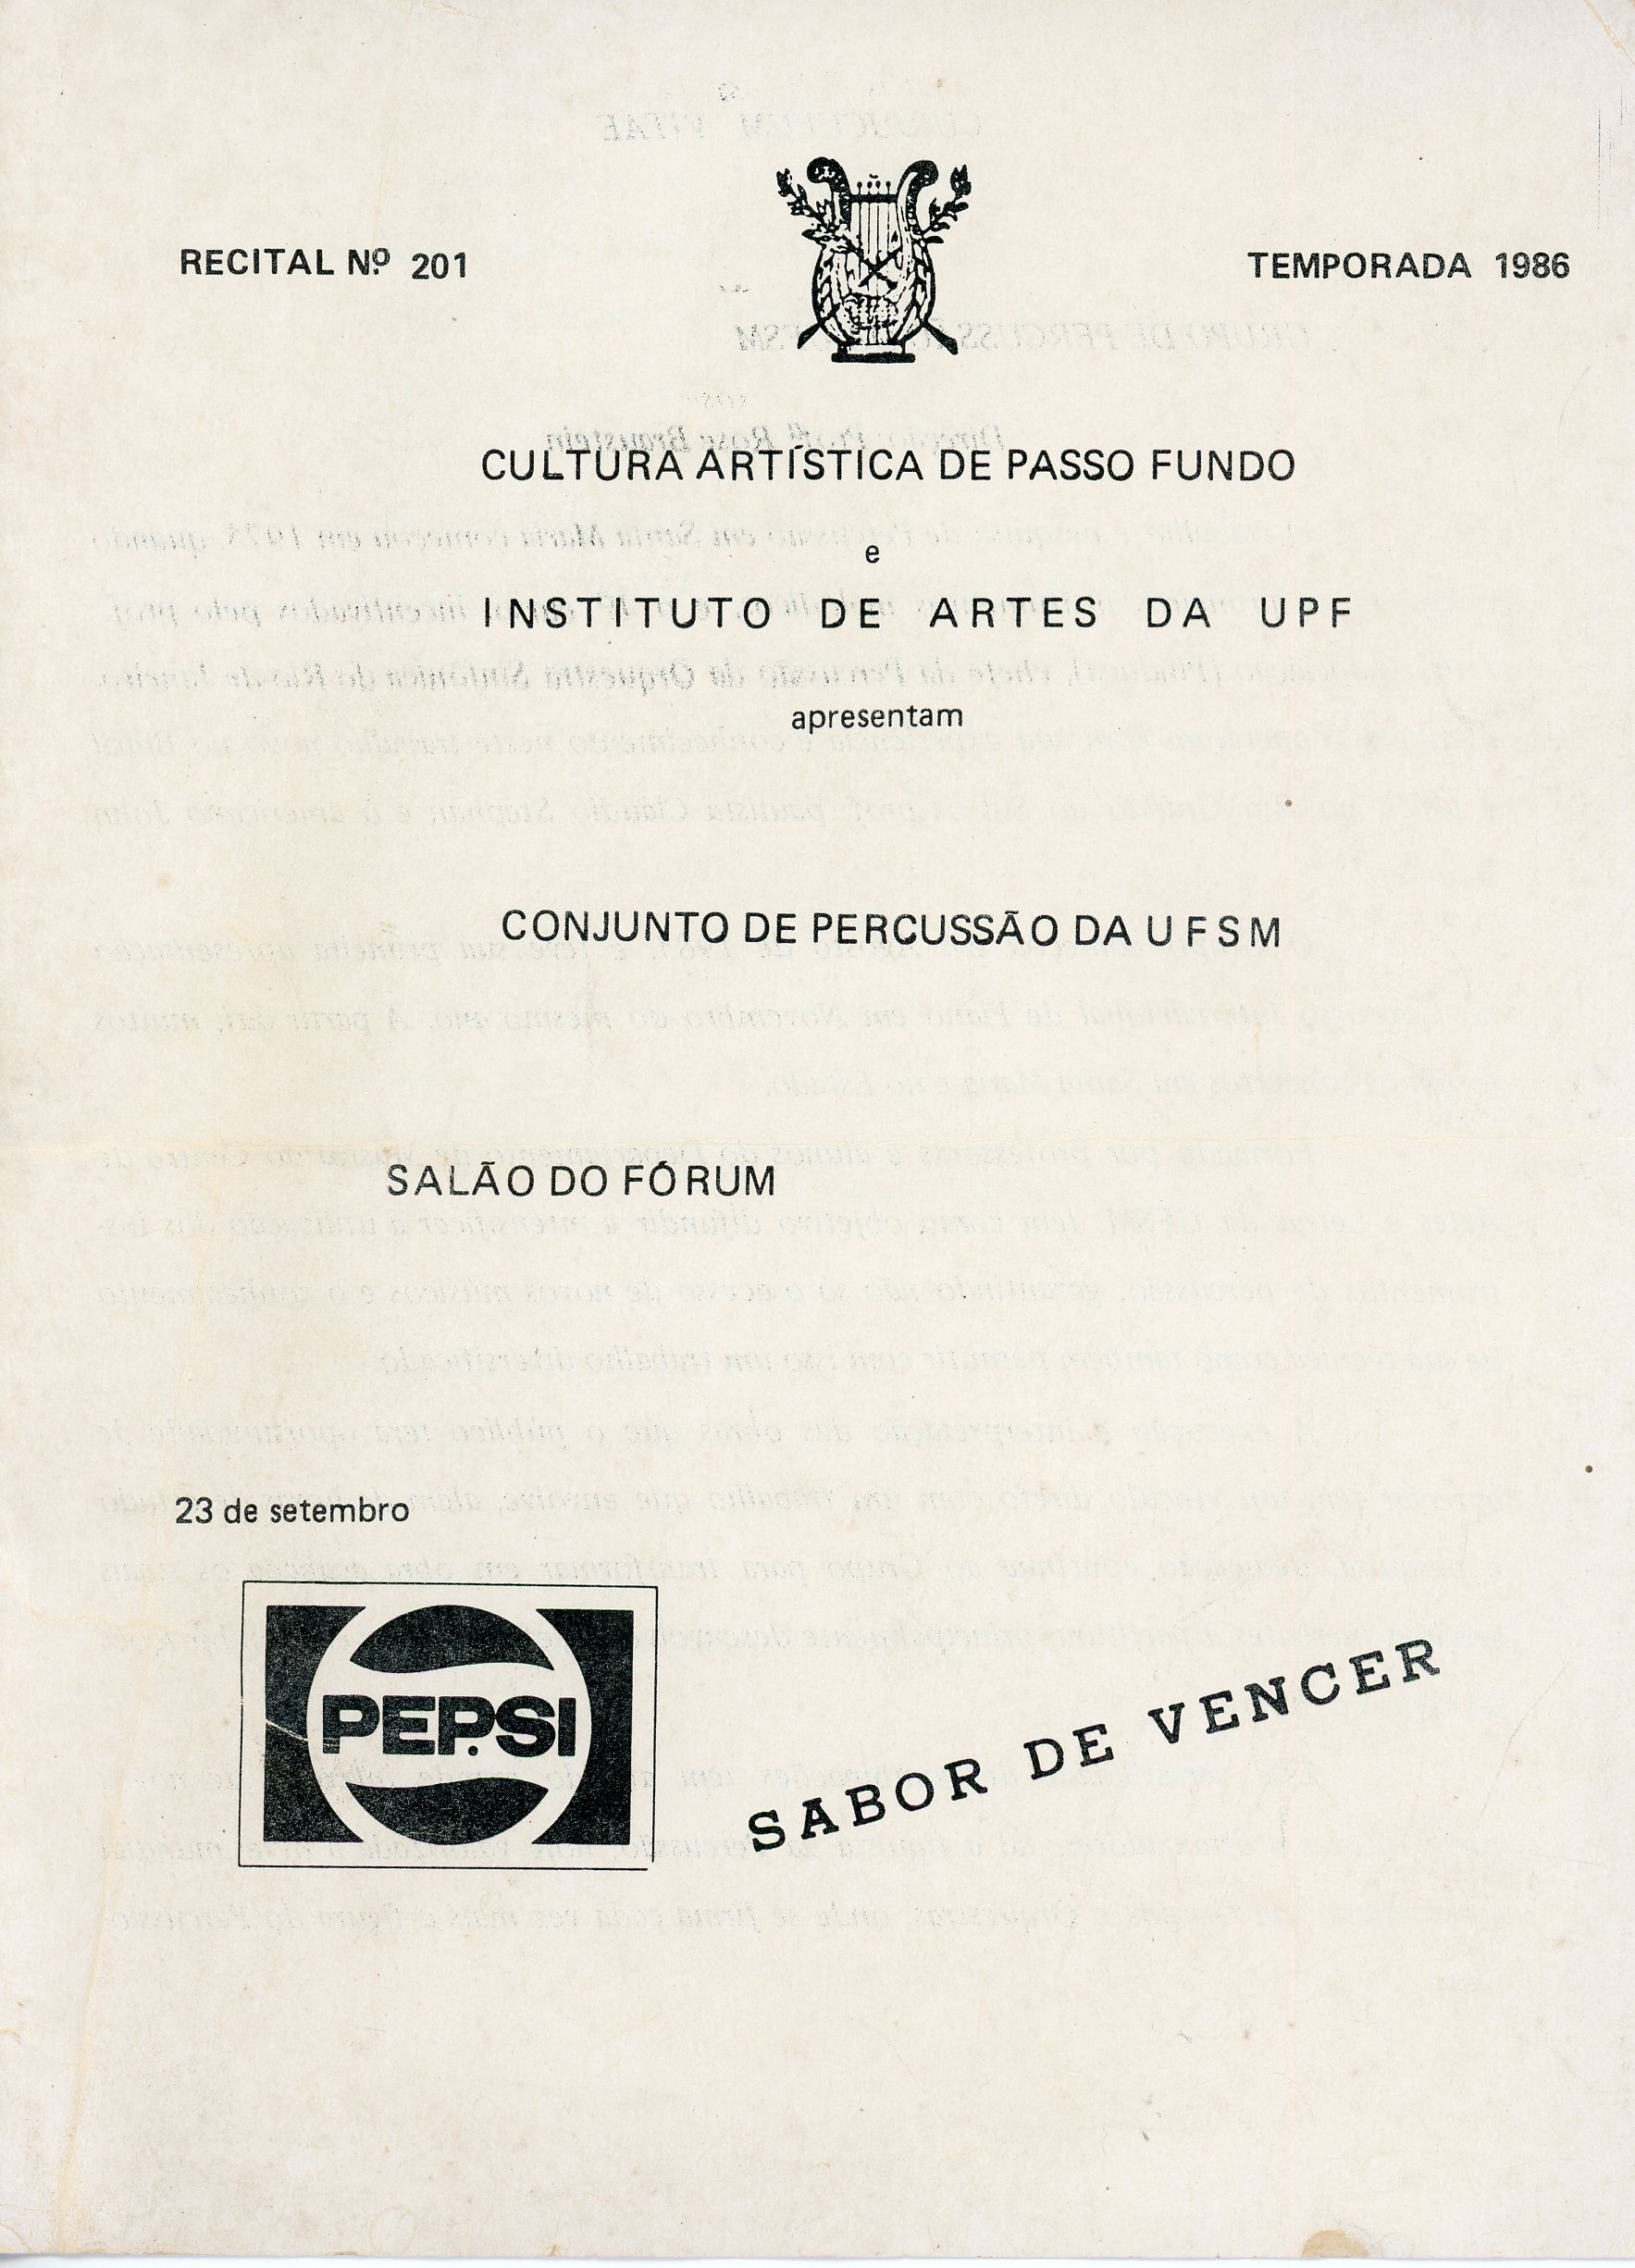 RECITAL Nº 201
TEMPORADA 1986
CULTURA ARTÍSTICA DE PASSO FUNDO
e
INSTITUTO DE ARTES DA UPF
apresentam
CONJUNTO DE PERCUSSÃO DA UFSM
SALÃO DO FÓRUM
23 de setembro
PEPSI
SABOR DE VENCER